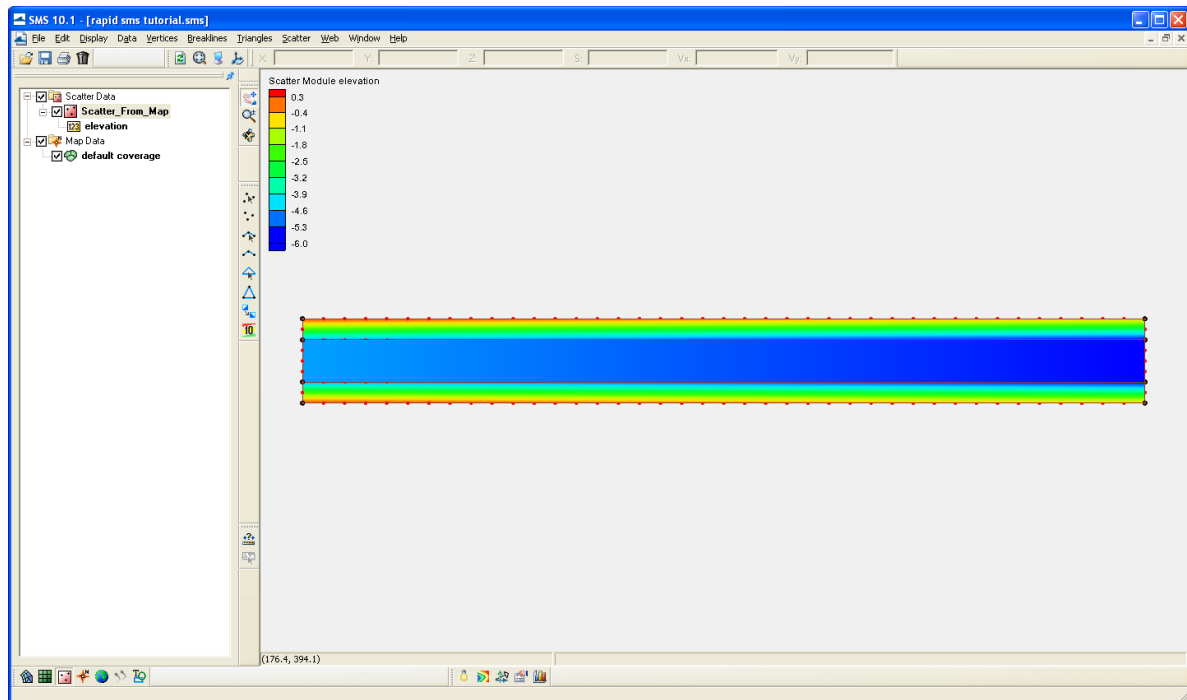 SMS 10.1 - [rapid sms tutorial.sms]
File Edit Display Data Vertices Breaklines Triangles Scatter Web Window Help
X: Y: Z: S: Vx: Vy:
Scatter Data
Scatter_From_Map
123 elevation
Map Data
default coverage
10
Scatter Module elevation
0.3
-0.4
-1.1
-1.8
-2.5
-3.2
-3.9
-4.6
-5.3
-6.0
(176.4, 394.1)